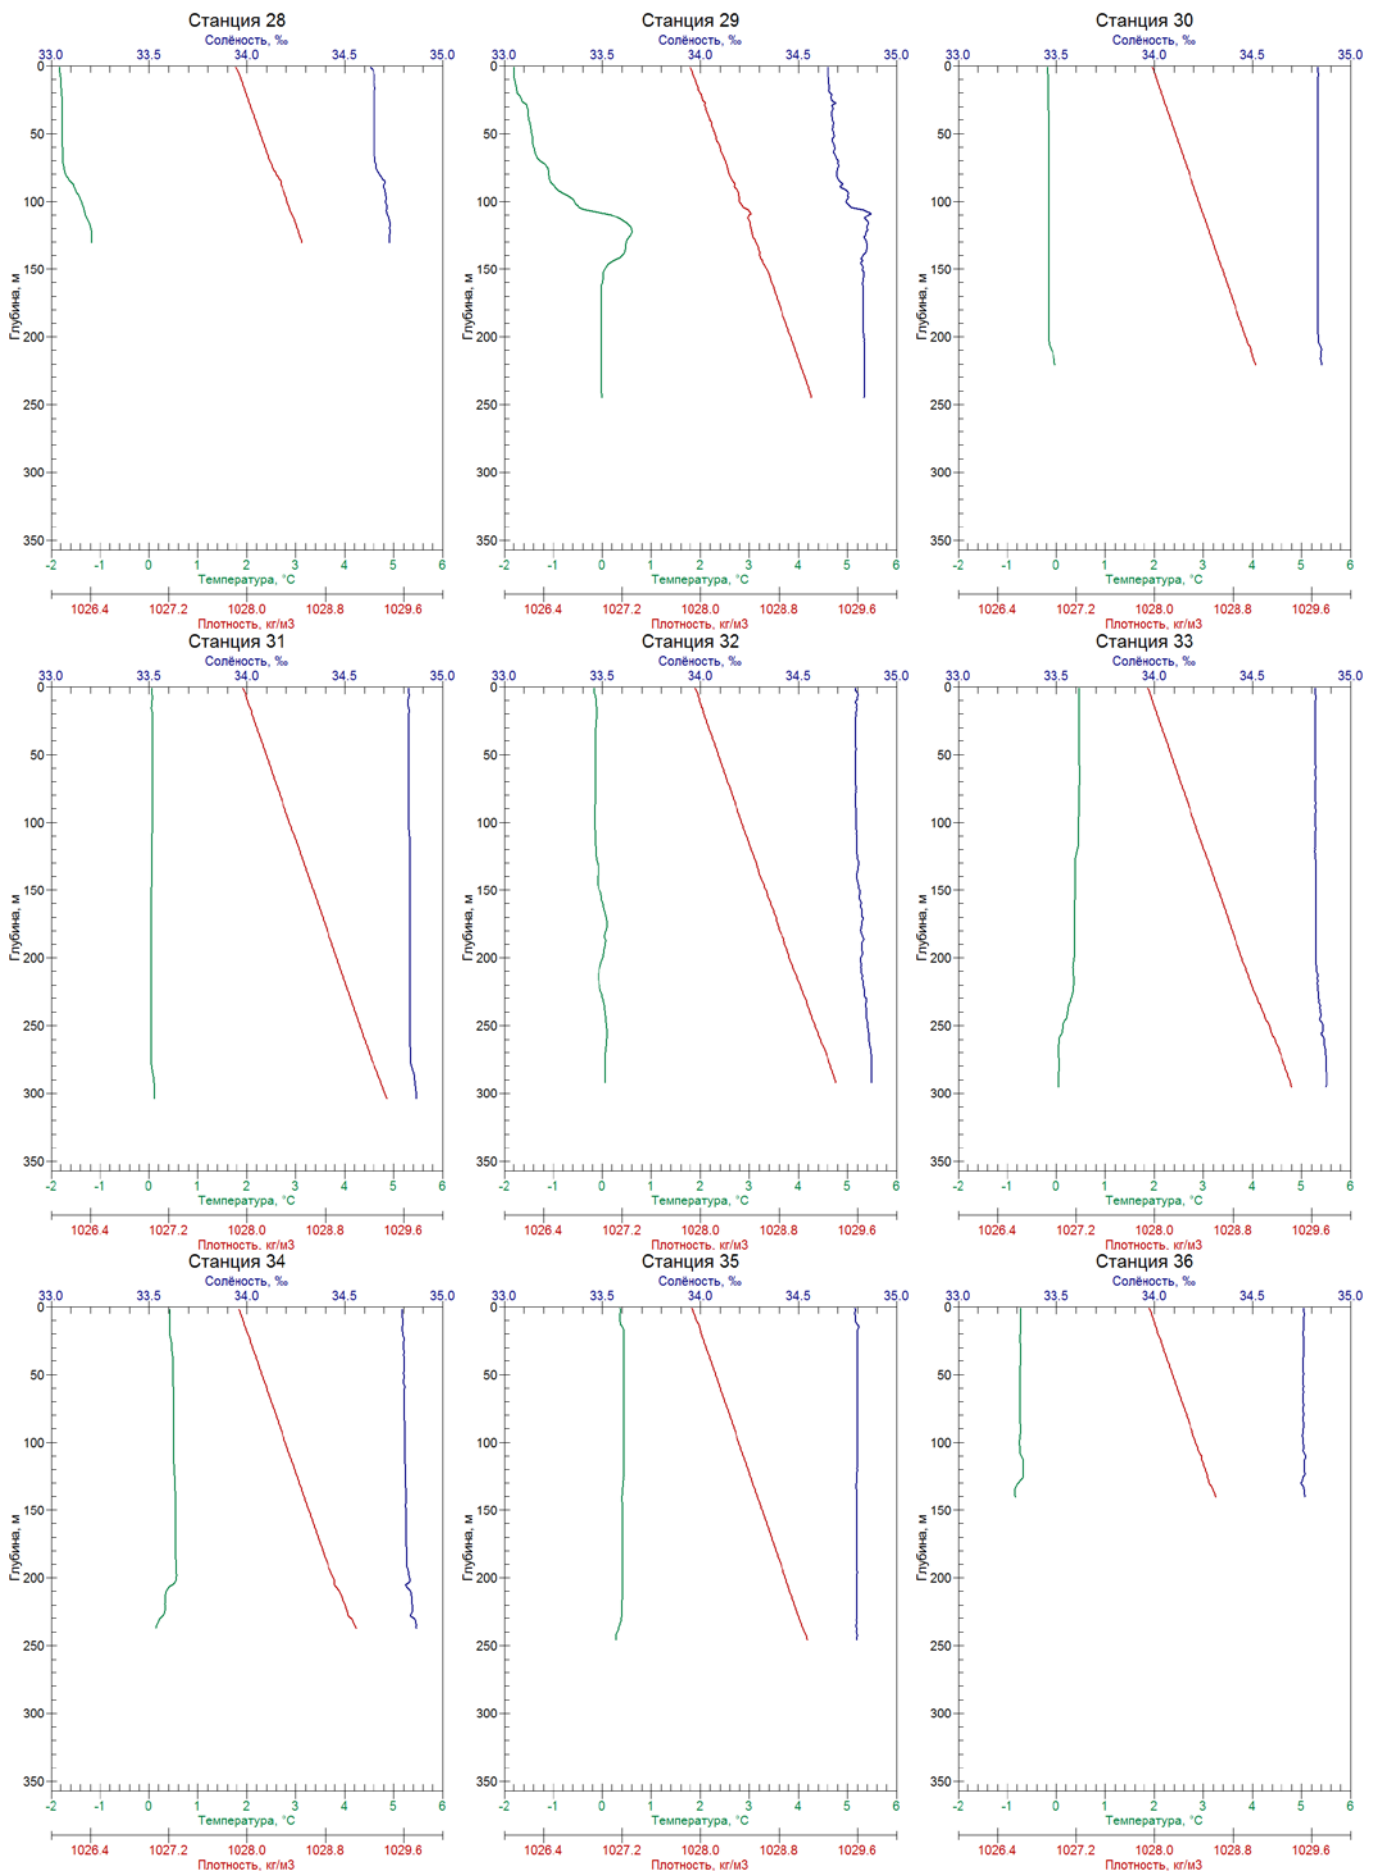 Станция 28
Солёность, ‰
33.0 33.5 34.0 34.5 35.0
0
50
100
150
200
250
300
350
Глубина, м
-2 -1 0 1 2 3 4 5 6
Температура, °C
1026.4 1027.2 1028.0 1028.8 1029.6
Плотность, кг/м3
Станция 29
Солёность, ‰
33.0 33.5 34.0 34.5 35.0
0
50
100
150
200
250
300
350
Глубина, м
-2 -1 0 1 2 3 4 5 6
Температура, °C
1026.4 1027.2 1028.0 1028.8 1029.6
Плотность, кг/м3
Станция 30
Солёность, ‰
33.0 33.5 34.0 34.5 35.0
0
50
100
150
200
250
300
350
Глубина, м
-2 -1 0 1 2 3 4 5 6
Температура, °C
1026.4 1027.2 1028.0 1028.8 1029.6
Плотность, кг/м3
Станция 31
Солёность, ‰
33.0 33.5 34.0 34.5 35.0
0
50
100
150
200
250
300
350
Глубина, м
-2 -1 0 1 2 3 4 5 6
Температура, °C
1026.4 1027.2 1028.0 1028.8 1029.6
Плотность, кг/м3
Станция 32
Солёность, ‰
33.0 33.5 34.0 34.5 35.0
0
50
100
150
200
250
300
350
Глубина, м
-2 -1 0 1 2 3 4 5 6
Температура, °C
1026.4 1027.2 1028.0 1028.8 1029.6
Плотность, кг/м3
Станция 33
Солёность, ‰
33.0 33.5 34.0 34.5 35.0
0
50
100
150
200
250
300
350
Глубина, м
-2 -1 0 1 2 3 4 5 6
Температура, °C
1026.4 1027.2 1028.0 1028.8 1029.6
Плотность, кг/м3
Станция 34
Солёность, ‰
33.0 33.5 34.0 34.5 35.0
0
50
100
150
200
250
300
350
Глубина, м
-2 -1 0 1 2 3 4 5 6
Температура, °C
1026.4 1027.2 1028.0 1028.8 1029.6
Плотность, кг/м3
Станция 35
Солёность, ‰
33.0 33.5 34.0 34.5 35.0
0
50
100
150
200
250
300
350
Глубина, м
-2 -1 0 1 2 3 4 5 6
Температура, °C
1026.4 1027.2 1028.0 1028.8 1029.6
Плотность, кг/м3
Станция 36
Солёность, ‰
33.0 33.5 34.0 34.5 35.0
0
50
100
150
200
250
300
350
Глубина, м
-2 -1 0 1 2 3 4 5 6
Температура, °C
1026.4 1027.2 1028.0 1028.8 1029.6
Плотность, кг/м3